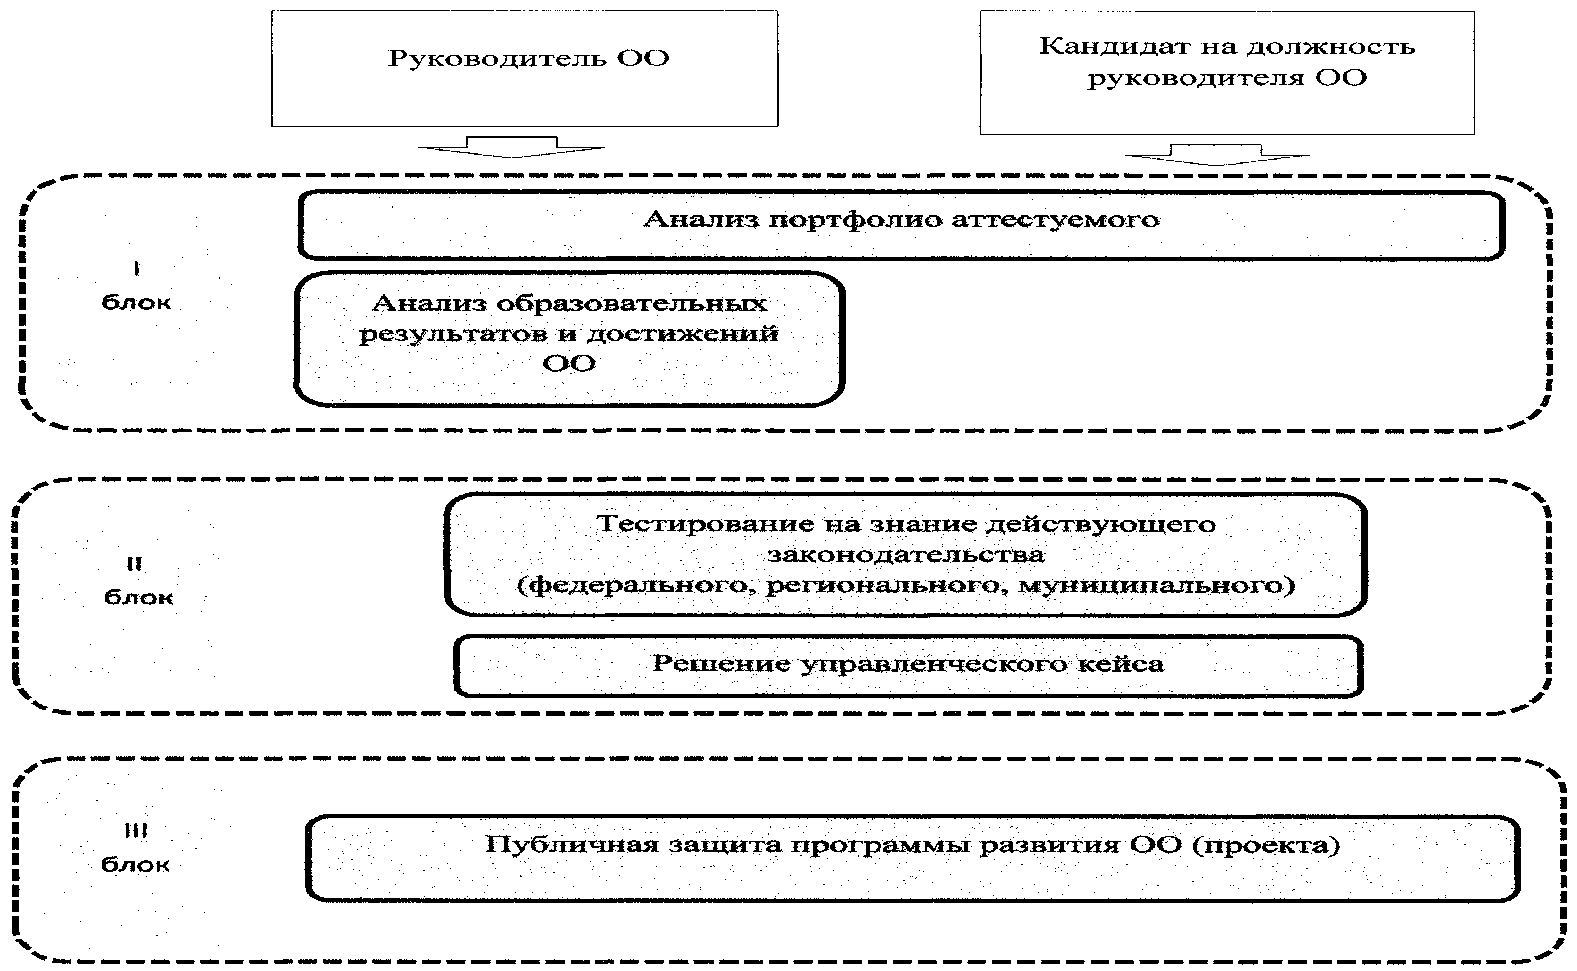 Руководитель ОО
Кандидат на должность
руководителя ОО
I
блок
Анализ портфолио аттестуемого
Анализ образовательных
результатов и достижений
ОО
II
блок
Тестирование на знание действующего
законодательства
(федерального, регионального, муниципального)
Решение управленческого кейса
III
блок
Публичная защита программы развития ОО (проекта)